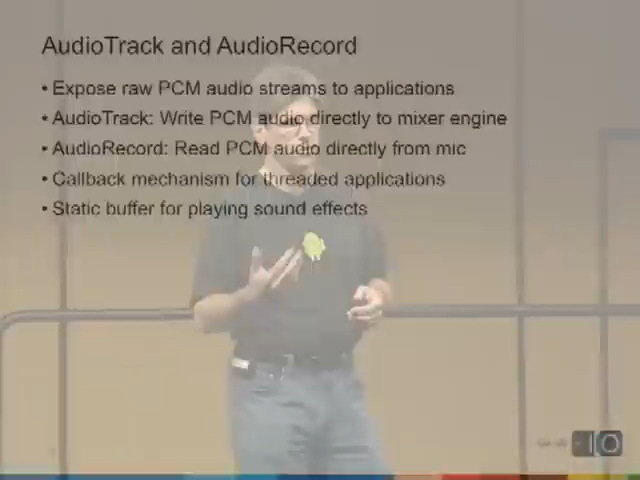 AudioTrack and AudioRecord
• Expose raw PCM audio streams to applications
• AudioTrack: Write PCM audio directly to mixer engine
• AudioRecord: Read PCM audio directly from mic
• Callback mechanism for threaded applications
• Static buffer for playing sound effects
IO